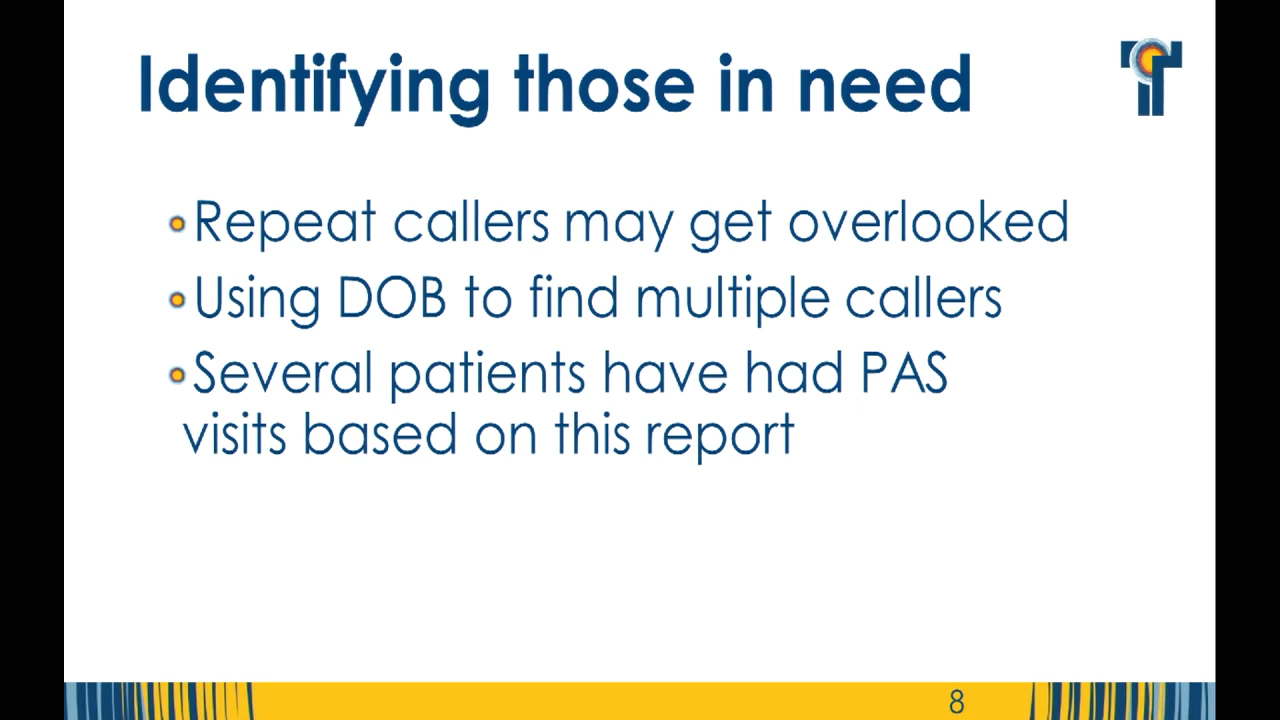 Identifying those in need
Repeat callers may get overlooked
Using DOB to find multiple callers
Several patients have had PAS
visits based on this report
8